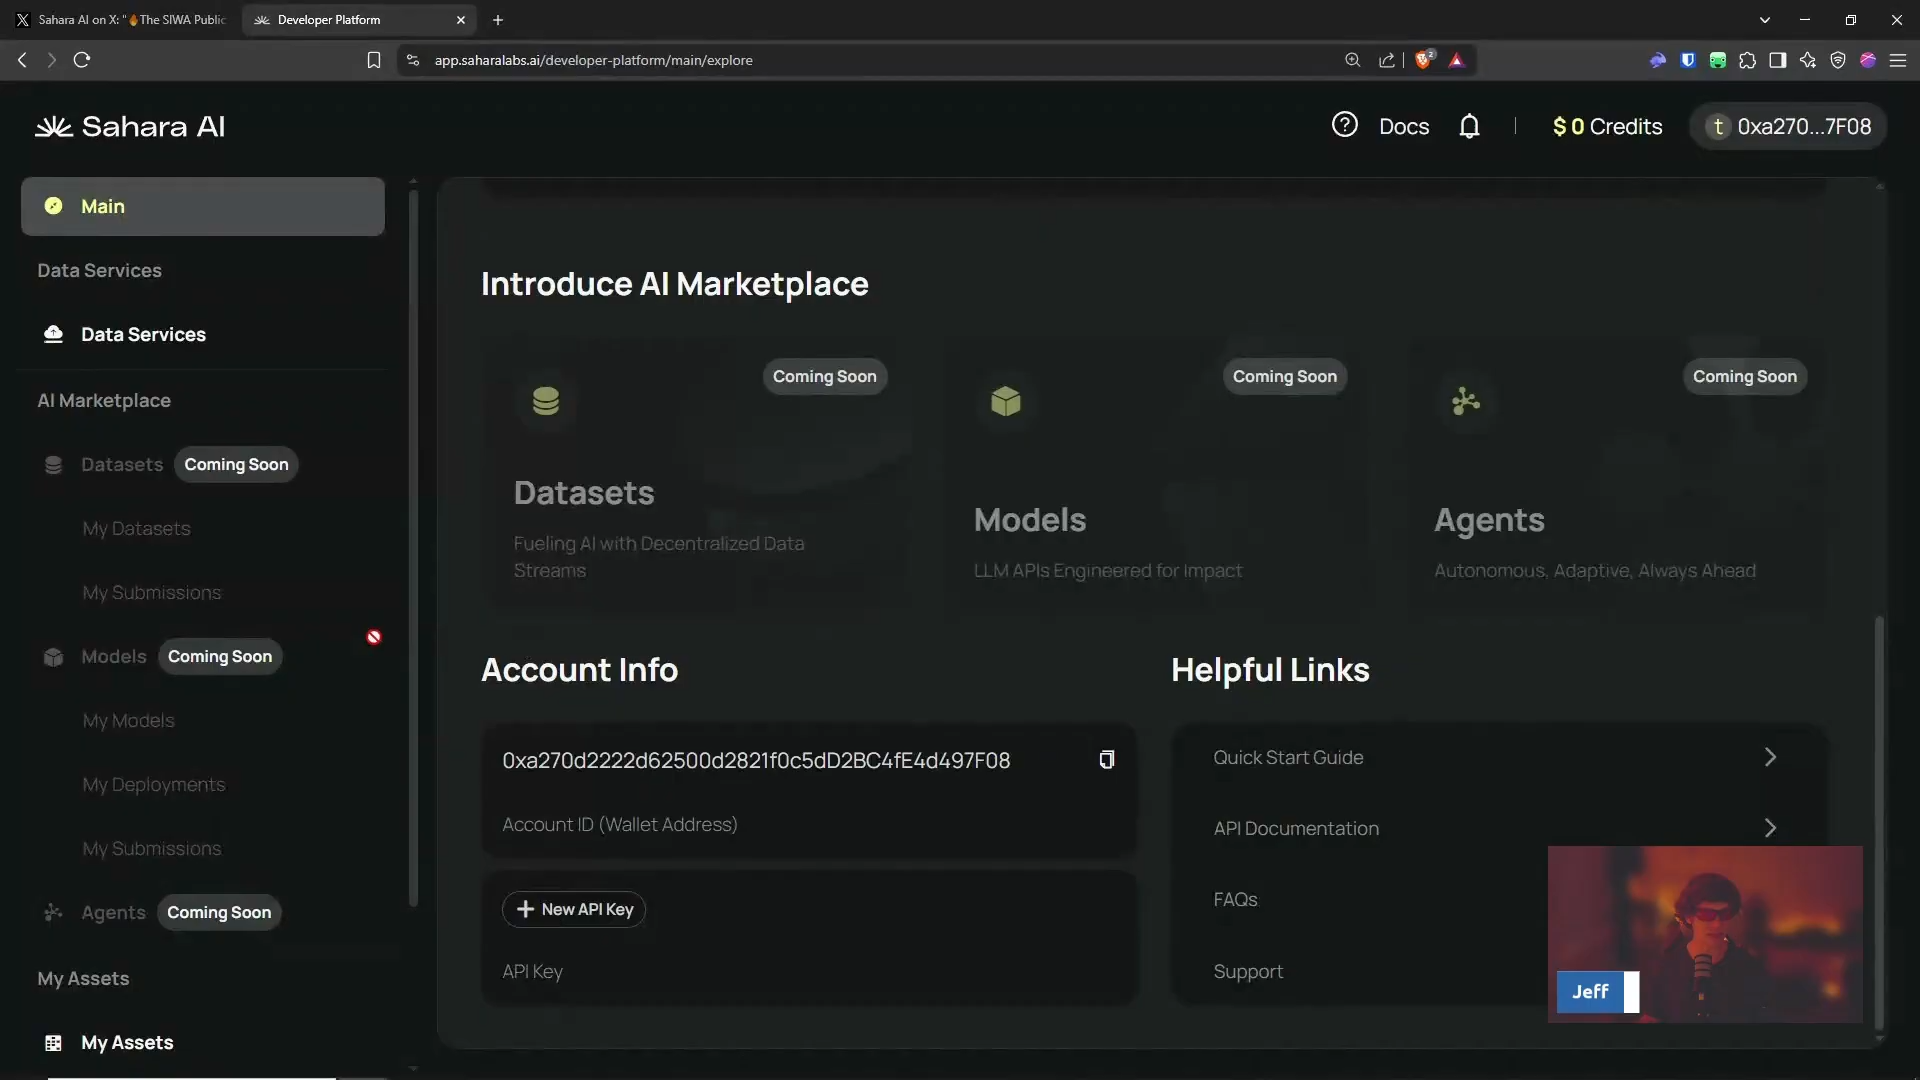 Sahara AI on X: "🔥The SIWA Public
Developer Platform
app.saharalabs.ai/developer-platform/main/explore
2
Sahara AI
Docs
$ 0 Credits
t
0xa270...7F08
Main
Data Services
Data Services
AI Marketplace
Datasets
Coming Soon
My Datasets
My Submissions
Models
Coming Soon
My Models
My Deployments
My Submissions
Agents
Coming Soon
My Assets
My Assets
Introduce AI Marketplace
Coming Soon
Datasets
Fueling AI with Decentralized Data
Streams
Coming Soon
Models
LLM APIs Engineered for Impact
Coming Soon
Agents
Autonomous, Adaptive, Always Ahead
Account Info
0xa270d2222d62500d2821f0c5dD2BC4fE4d497F08
Account ID (Wallet Address)
New API Key
API Key
Helpful Links
Quick Start Guide
API Documentation
FAQs
Support
Jeff